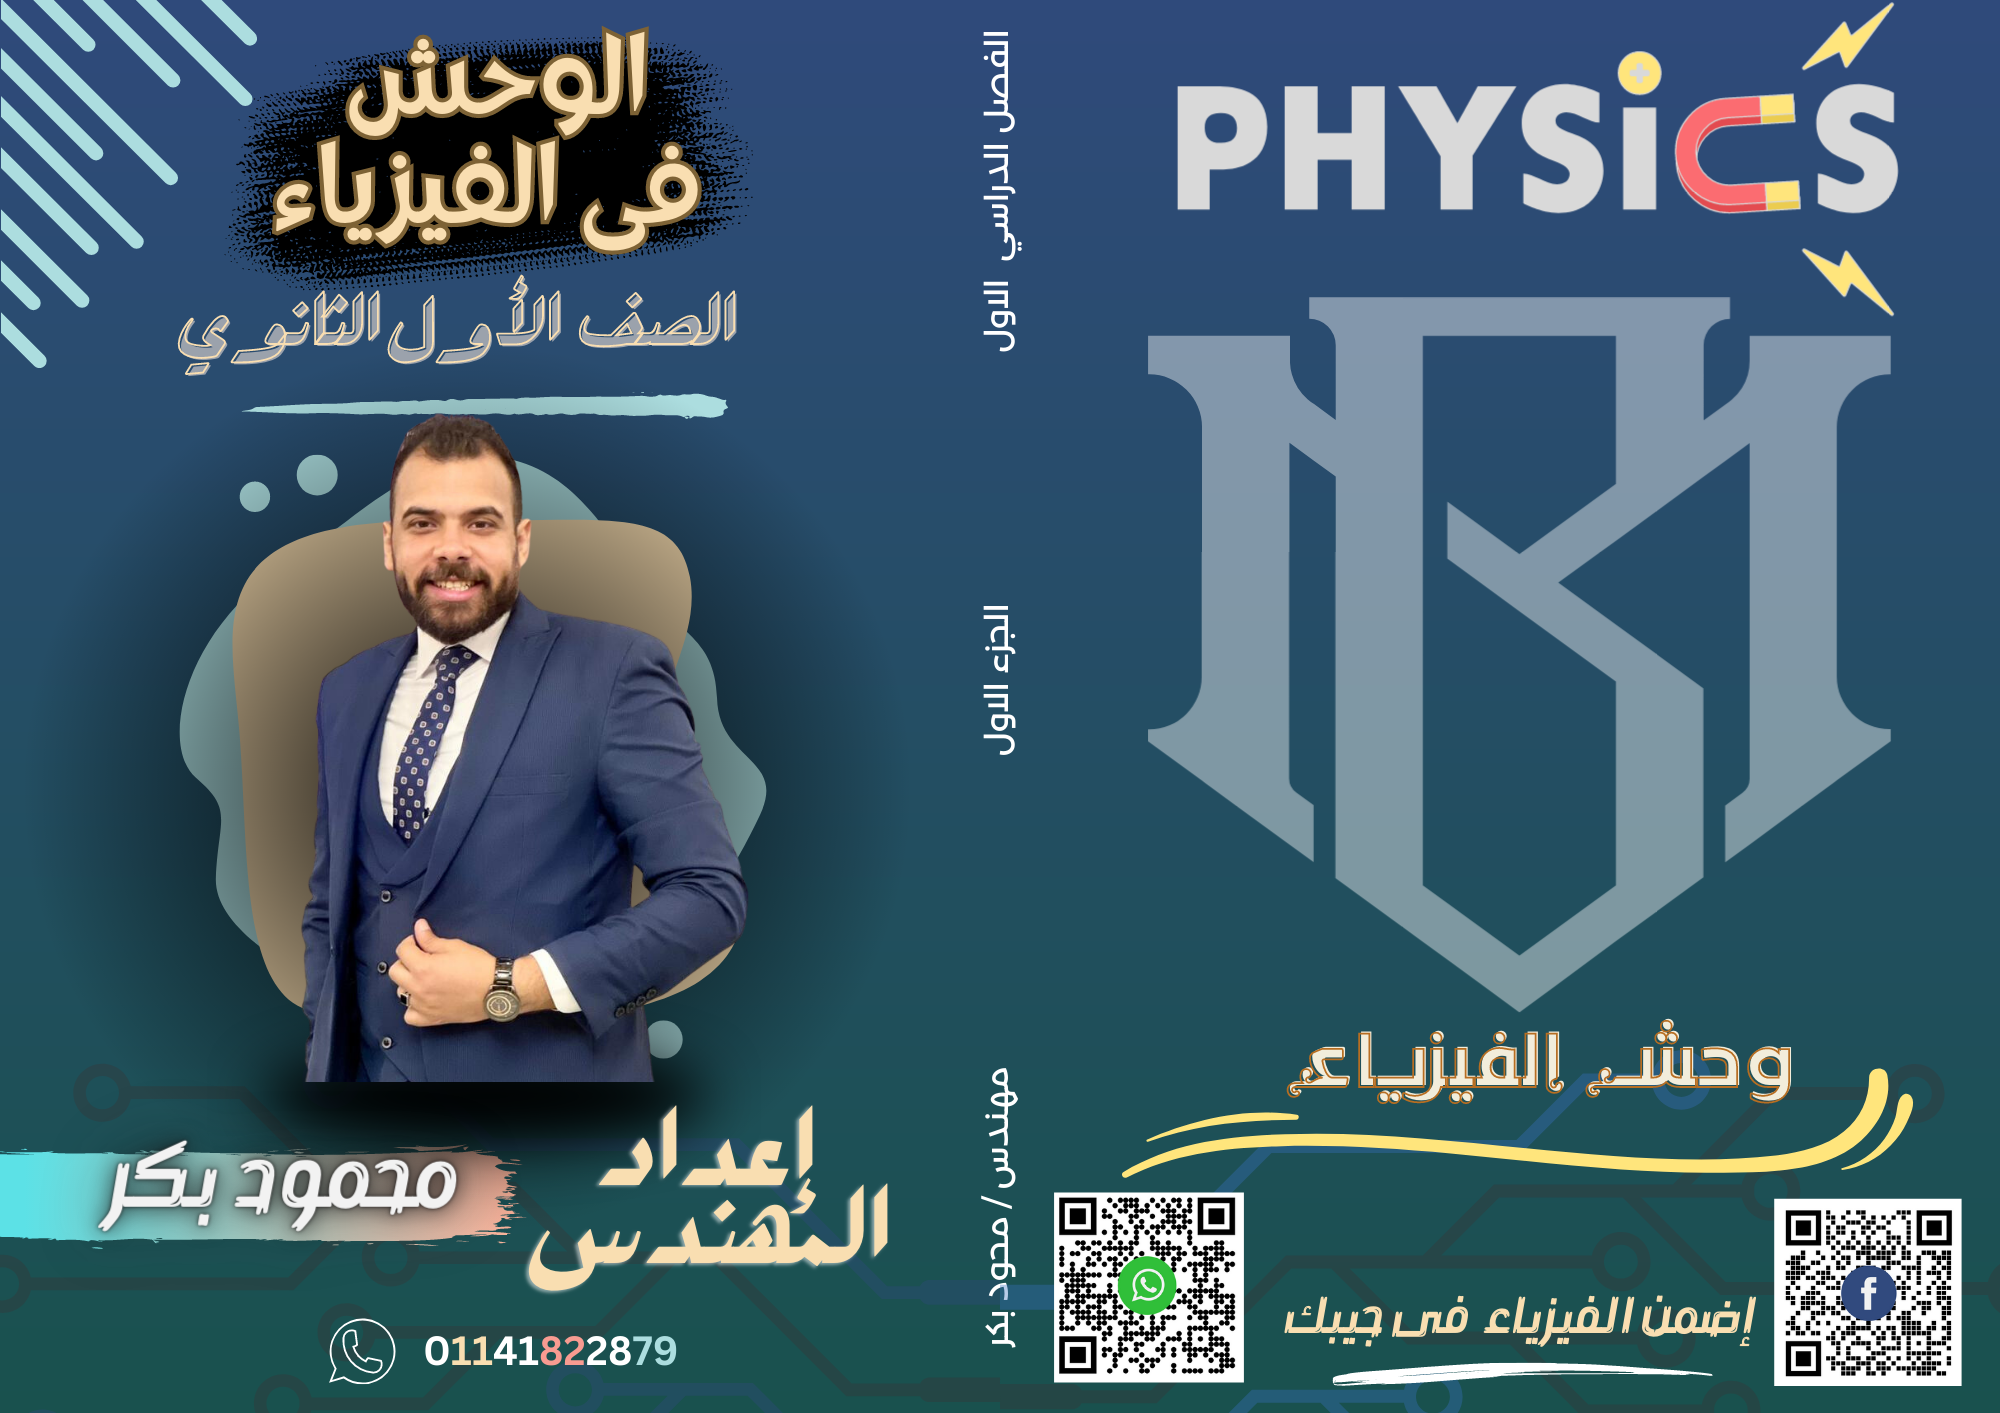 الوحش
فى الفيزياء
الصف الأول الثانوي
إعداد
المهندس
محمود بكر
01141822879
الفصل الدراسي الاول
الجزء الاول
مهندس / محود بكر
PHYSiCS
وحش الفيزياء
إضمن الفيزياء فى جيبك